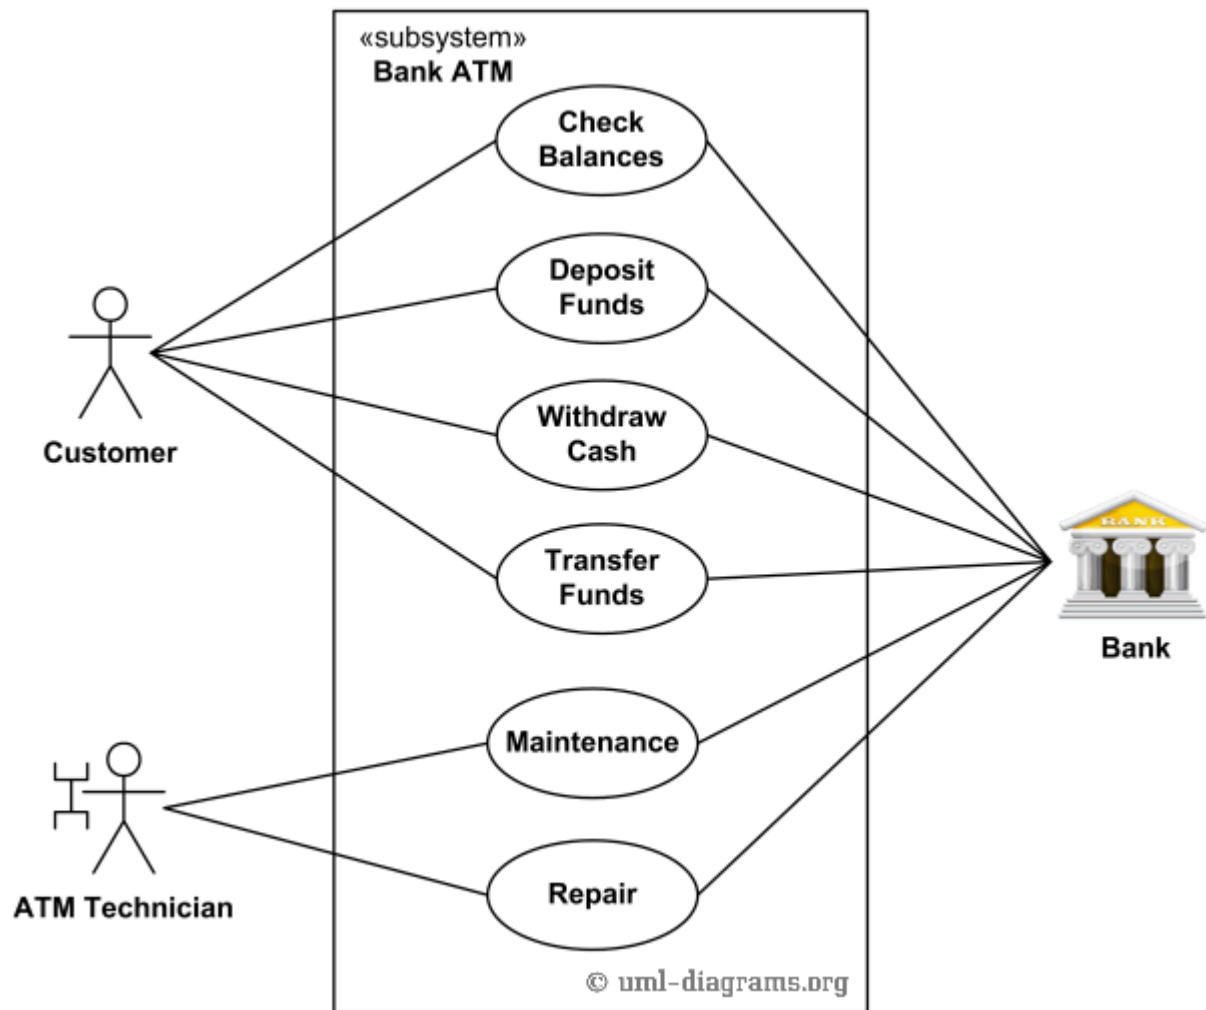 «subsystem»
Bank ATM
Check
Balances
Deposit
Funds
Customer
Withdraw
Cash
BANK
Transfer
Funds
Bank
Maintenance
ATM Technician
Repair
© uml-diagrams.org